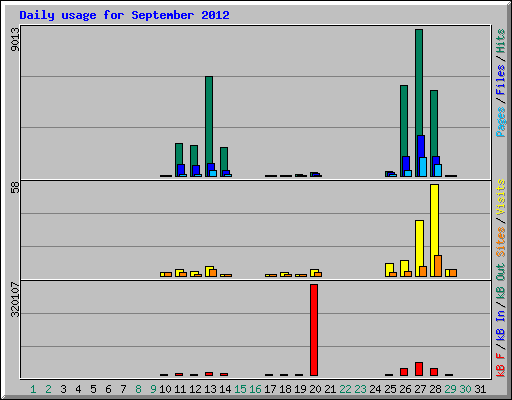 Daily usage for September 2012
9013
58
320107
Pages / Files / Hits
Sites / Visits
kB F / kB In / kB Out
1 2 3 4 5 6 7 8 9 10 11 12 13 14 15 16 17 18 19 20 21 22 23 24 25 26 27 28 29 30 31